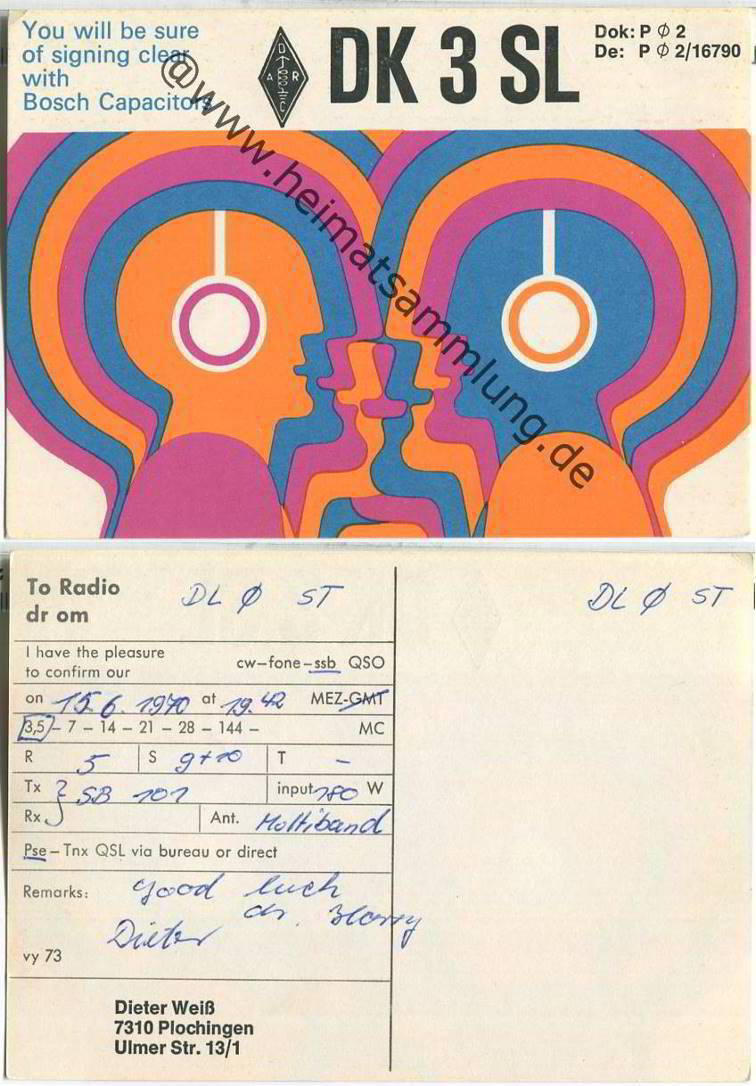 You will be sure
of signing clear
with
Bosch Capacitors
D A R C
DK 3 SL
Dok: P Ø 2
De: P Ø 2/16790
@www.heimatsammlung.de
To Radio DL Ø ST
dr om
DL Ø ST
I have the pleasure
to confirm our cw–fone–ssb QSO
on 15.6.1970 at 19.42 MEZ-GMT
3,5 – 7 – 14 – 21 – 28 – 144 – MC
R 5 S 9+10 T –
Tx SB 101 input 180 W
Rx Ant. Multiband
Pse – Tnx QSL via bureau or direct
Remarks: good luck
dr. Harry
Dieter
vy 73
Dieter Weiß
7310 Plochingen
Ulmer Str. 13/1